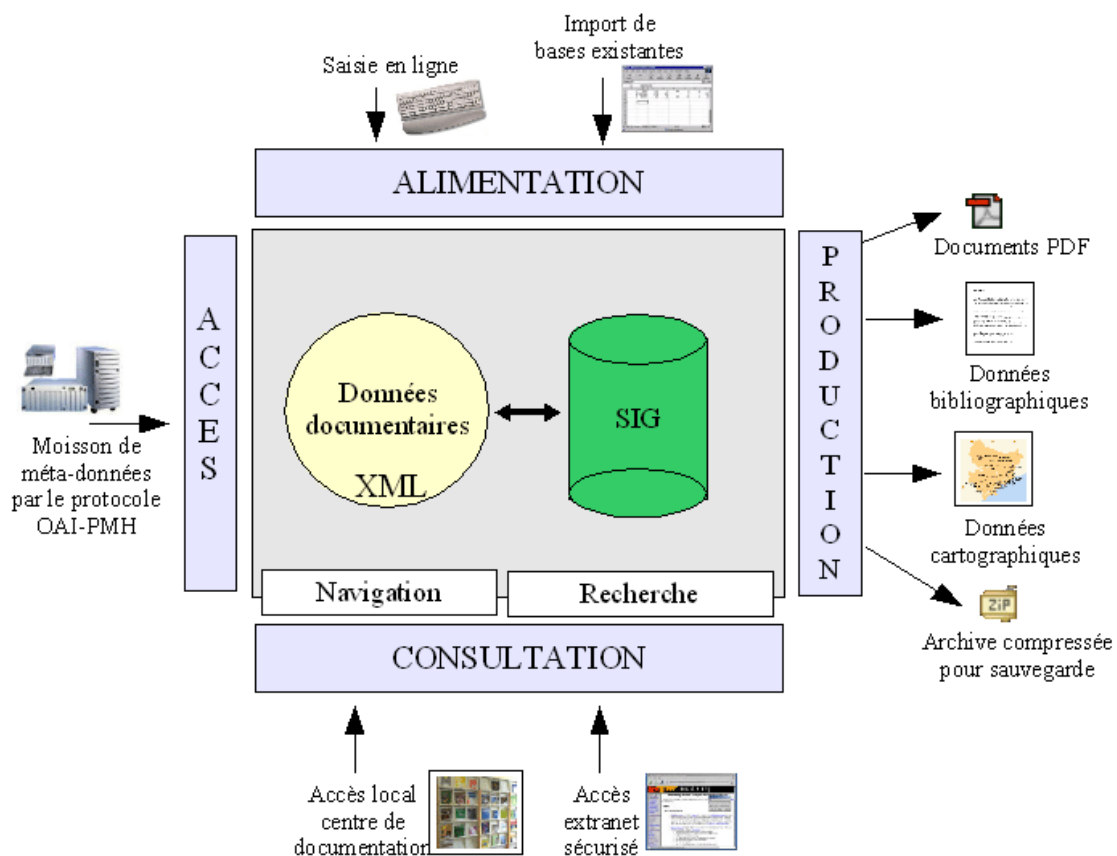 Import de
bases existantes
Saisie en ligne
ALIMENTATION
ACCES
PRODUCTION
Documents PDF
Données
bibliographiques
Données
cartographiques
ZiP
Archive compressée
pour sauvegarde
Moisson de
méta-données
par le protocole
OAI-PMH
Données
documentaires
XML
SIG
Navigation
Recherche
CONSULTATION
Accès local
centre de
documentation
Accès
extranet
sécurisé